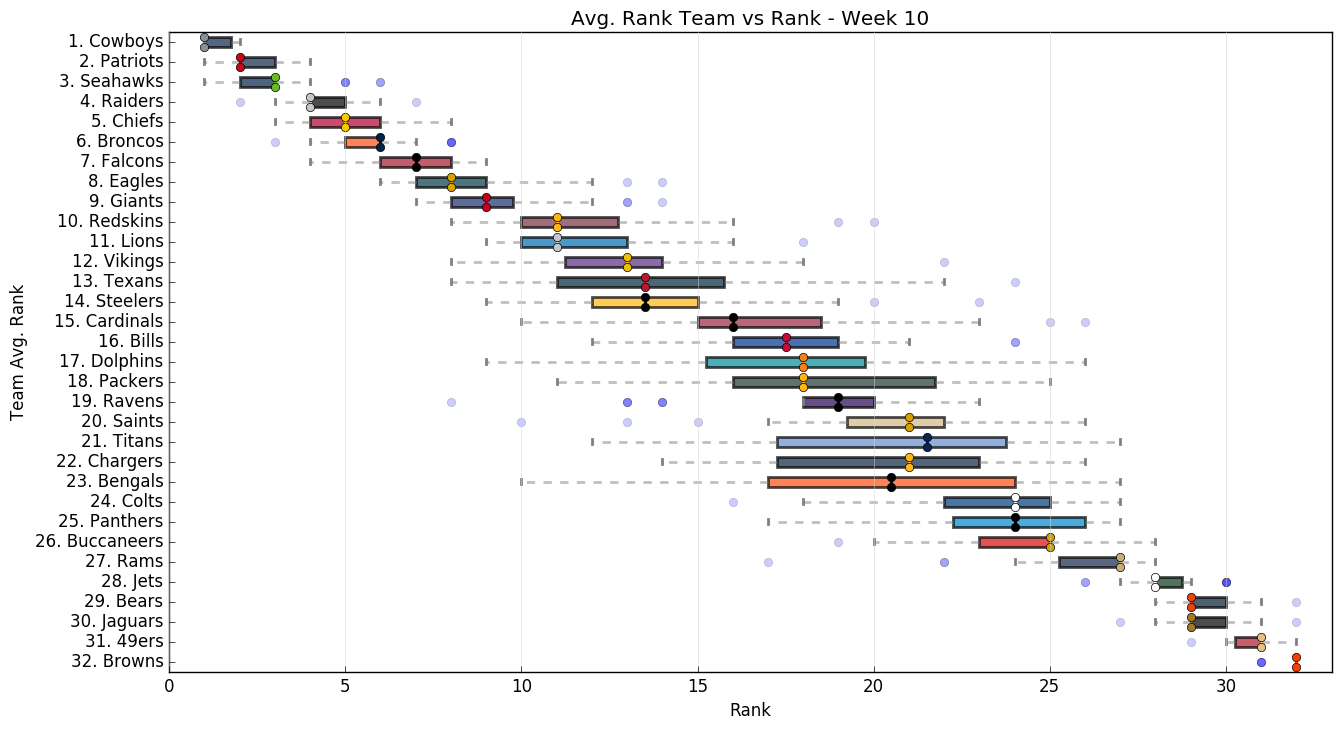 Avg. Rank Team vs Rank - Week 10
1. Cowboys
2. Patriots
3. Seahawks
4. Raiders
5. Chiefs
6. Broncos
7. Falcons
8. Eagles
9. Giants
10. Redskins
11. Lions
12. Vikings
13. Texans
14. Steelers
15. Cardinals
16. Bills
17. Dolphins
18. Packers
19. Ravens
20. Saints
21. Titans
22. Chargers
23. Bengals
24. Colts
25. Panthers
26. Buccaneers
27. Rams
28. Jets
29. Bears
30. Jaguars
31. 49ers
32. Browns
Team Avg. Rank
0 5 10 15 20 25 30
Rank